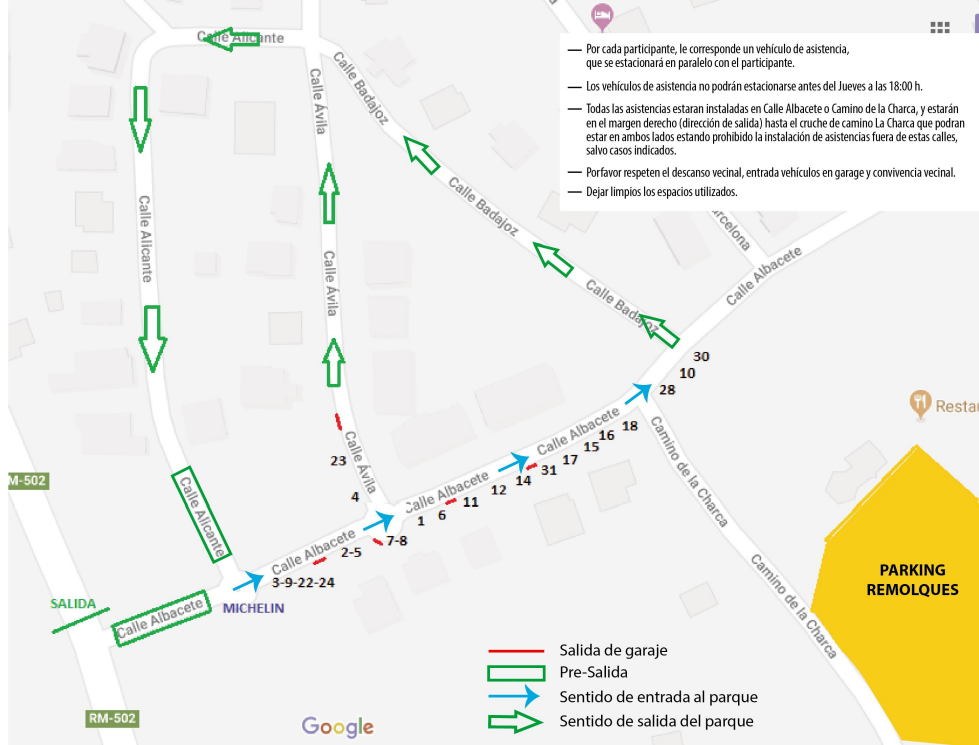 Calle Alicante
— Por cada participante, le corresponde un vehículo de asistencia,
que se estacionará en paralelo con el participante.
— Los vehículos de asistencia no podrán estacionarse antes del Jueves a las 18:00 h.
— Todas las asistencias estaran instaladas en Calle Albacete o Camino de la Charca, y estarán
en el margen derecho (dirección de salida) hasta el cruche de camino La Charca que podran
estar en ambos lados estando prohibido la instalación de asistencias fuera de estas calles,
salvo casos indicados.
— Porfavor respeten el descanso vecinal, entrada vehículos en garage y convivencia vecinal.
— Dejar limpios los espacios utilizados.
Calle Badajoz
Calle Ávila
Calle Badajoz
Calle Alicante
Calle Ávila
Calle Badajoz
arcelona
Calle Albacete
30
10
28
18
16
15
17
31
14
12
11
6
1
Calle Albacete
Calle Albacete
Calle Ávila
23
4
7-8
2-5
3-9-22-24
Calle Albacete
Calle Alicante
Calle Albacete
MICHELIN
SALIDA
M-502
RM-502
Camino de la Charca
Camino de la Charca
Restau
PARKING
REMOLQUES
Salida de garaje
Pre-Salida
Sentido de entrada al parque
Sentido de salida del parque
Google